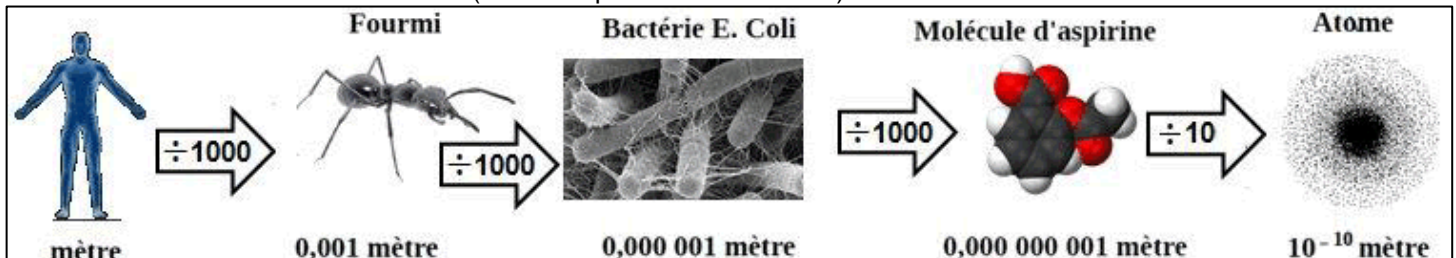 Fourmi
Bactérie E. Coli
Molécule d'aspirine
Atome
÷1000
÷1000
÷1000
÷10
mètre
0,001 mètre
0,000 001 mètre
0,000 000 001 mètre
10⁻¹⁰ mètre